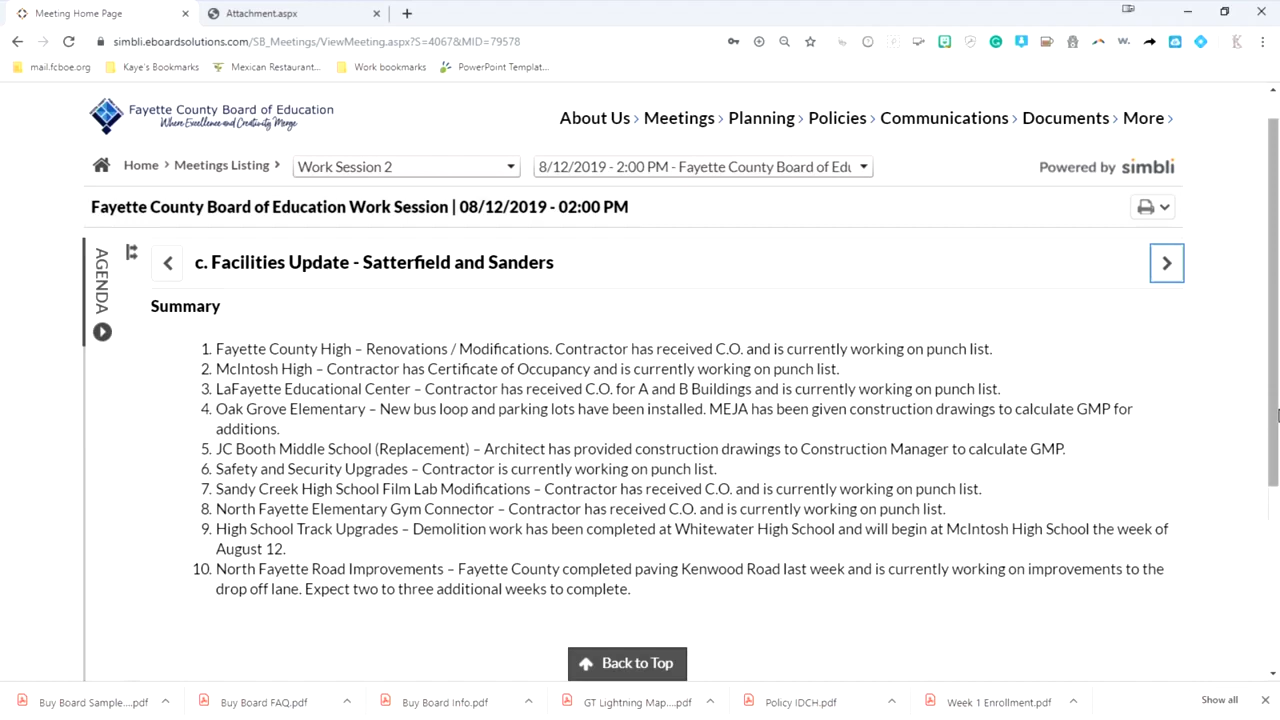 Meeting Home Page
Attachment.aspx
simbli.eboardsolutions.com/SB_Meetings/ViewMeeting.aspx?S=4067&MID=79578
mail.fcboe.org
Kaye's Bookmarks
Mexican Restaurant...
Work bookmarks
PowerPoint Templat...
Fayette County Board of Education
Where Excellence and Creativity Merge
About Us
Meetings
Planning
Policies
Communications
Documents
More
Home
Meetings Listing
Work Session 2
8/12/2019 - 2:00 PM - Fayette County Board of Edu
Powered by simbli
Fayette County Board of Education Work Session | 08/12/2019 - 02:00 PM
AGENDA
c. Facilities Update - Satterfield and Sanders
Summary
1. Fayette County High – Renovations / Modifications. Contractor has received C.O. and is currently working on punch list.
2. McIntosh High – Contractor has Certificate of Occupancy and is currently working on punch list.
3. LaFayette Educational Center – Contractor has received C.O. for A and B Buildings and is currently working on punch list.
4. Oak Grove Elementary – New bus loop and parking lots have been installed. MEJA has been given construction drawings to calculate GMP for
additions.
5. JC Booth Middle School (Replacement) – Architect has provided construction drawings to Construction Manager to calculate GMP.
6. Safety and Security Upgrades – Contractor is currently working on punch list.
7. Sandy Creek High School Film Lab Modifications – Contractor has received C.O. and is currently working on punch list.
8. North Fayette Elementary Gym Connector – Contractor has received C.O. and is currently working on punch list.
9. High School Track Upgrades – Demolition work has been completed at Whitewater High School and will begin at McIntosh High School the week of
August 12.
10. North Fayette Road Improvements – Fayette County completed paving Kenwood Road last week and is currently working on improvements to the
drop off lane. Expect two to three additional weeks to complete.
Back to Top
Buy Board Sample....pdf
Buy Board FAQ.pdf
Buy Board Info.pdf
GT Lightning Map....pdf
Policy IDCH.pdf
Week 1 Enrollment.pdf
Show all